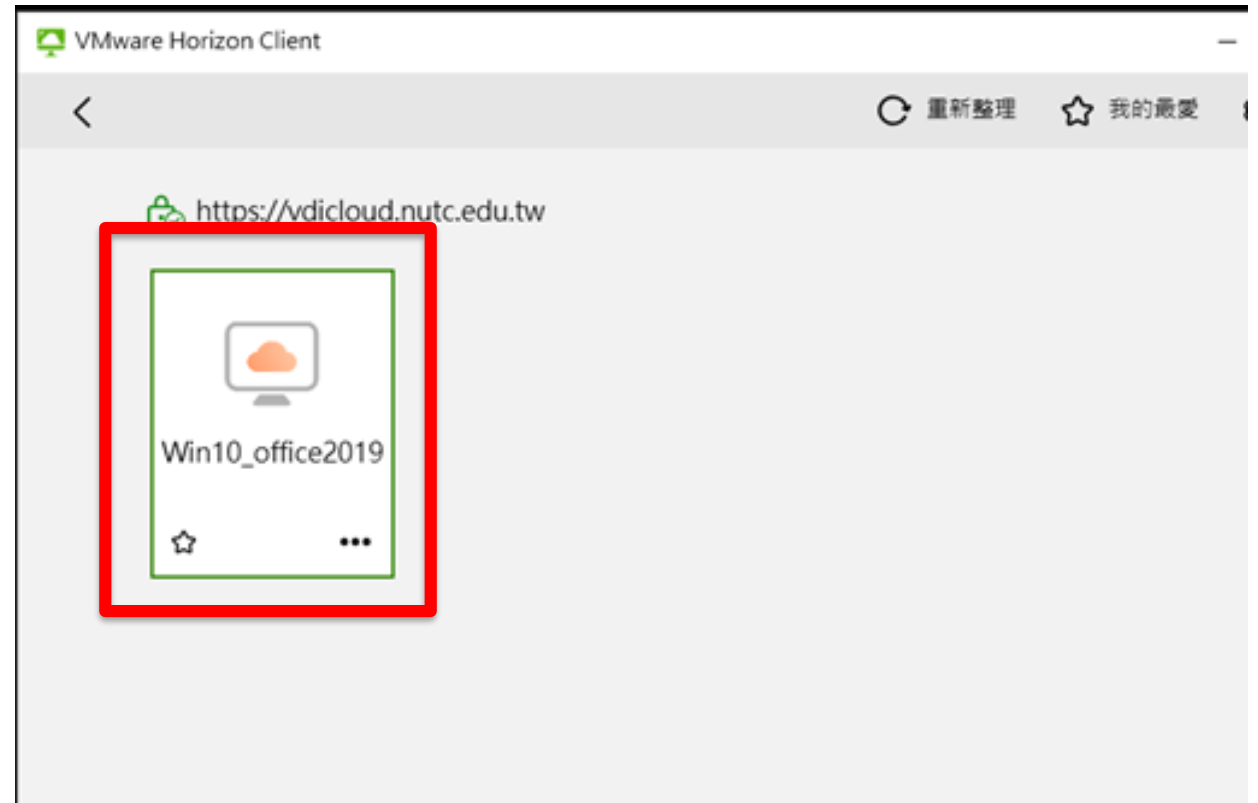 VMware Horizon Client
重新整理 我的最愛
https://vdicloud.nutc.edu.tw
Win10_office2019